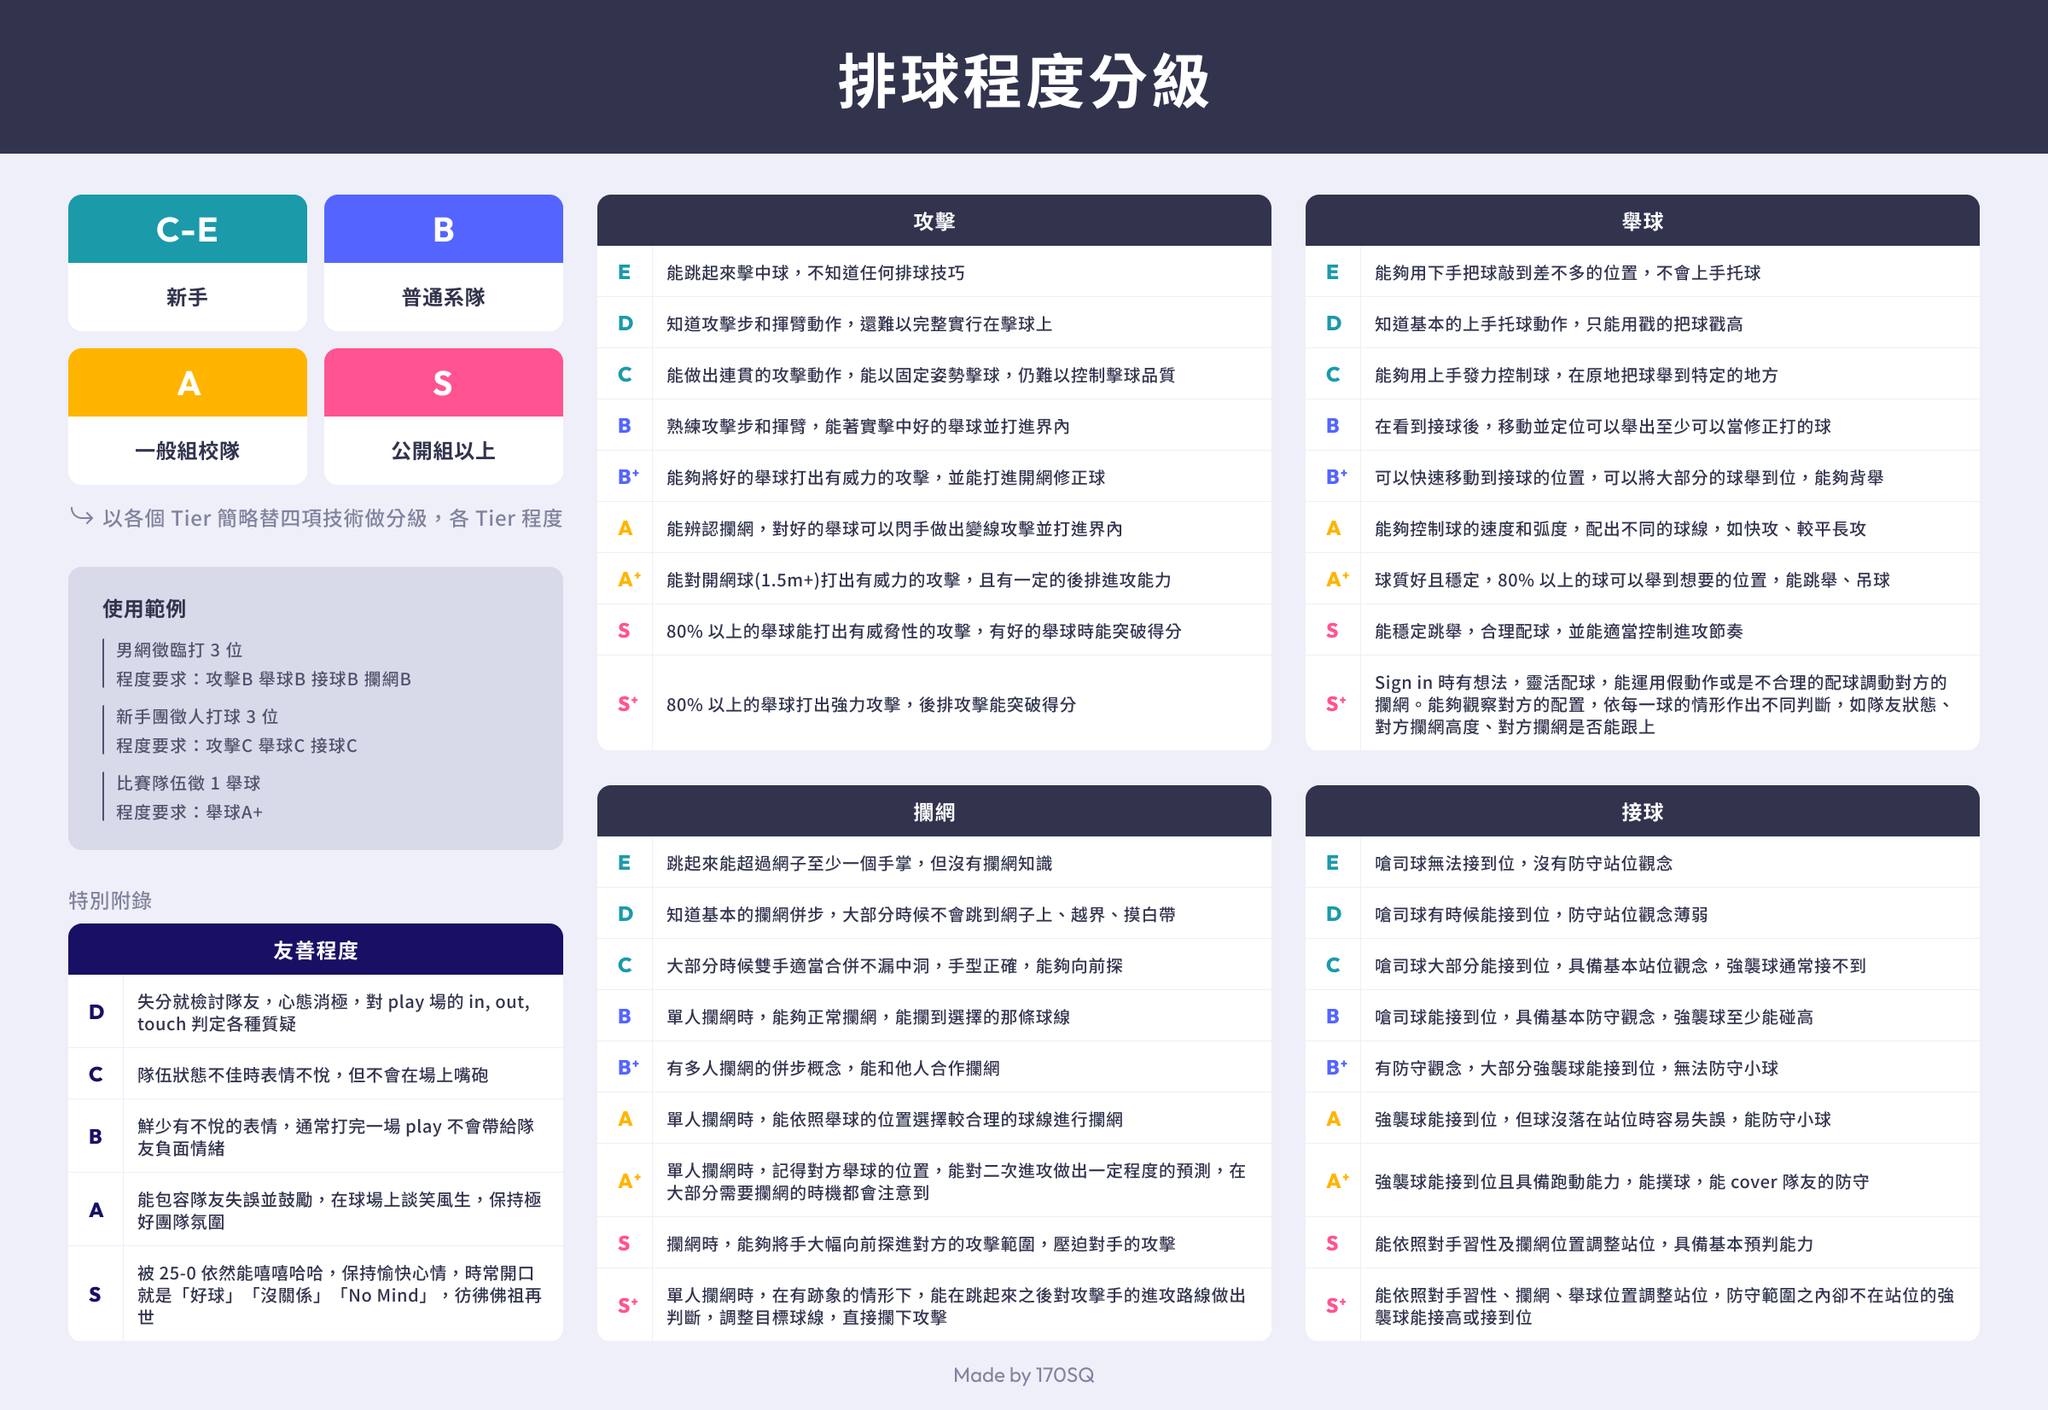 排球程度分級
C-E
新手
B
普通系隊
A
一般組校隊
S
公開組以上
以各個 Tier 簡略替四項技術做分級，各 Tier 程度
使用範例
男網徵臨打 3 位
程度要求：攻擊B 舉球B 接球B 攔網B
新手團徵人打球 3 位
程度要求：攻擊C 舉球C 接球C
比賽隊伍徵 1 舉球
程度要求：舉球A+
特別附錄
友善程度
D
失分就檢討隊友，心態消極，對 play 場的 in, out,
touch 判定各種質疑
C
隊伍狀態不佳時表情不悅，但不會在場上嘴砲
B
鮮少有不悅的表情，通常打完一場 play 不會帶給隊
友負面情緒
A
能包容隊友失誤並鼓勵，在球場上談笑風生，保持極
好團隊氛圍
S
被 25-0 依然能嘻嘻哈哈，保持愉快心情，時常開口
就是「好球」「沒關係」「No Mind」，彷彿佛祖再
世
攻擊
E 能跳起來擊中球，不知道任何排球技巧
D 知道攻擊步和揮臂動作，還難以完整實行在擊球上
C 能做出連貫的攻擊動作，能以固定姿勢擊球，仍難以控制擊球品質
B 熟練攻擊步和揮臂，能著實擊中好的舉球並打進界內
B+ 能夠將好的舉球打出有威力的攻擊，並能打進開網修正球
A 能辨認攔網，對好的舉球可以閃手做出變線攻擊並打進界內
A+ 能對開網球(1.5m+)打出有威力的攻擊，且有一定的後排進攻能力
S 80% 以上的舉球能打出有威脅性的攻擊，有好的舉球時能突破得分
S+ 80% 以上的舉球打出強力攻擊，後排攻擊能突破得分
舉球
E 能夠用下手把球敲到差不多的位置，不會上手托球
D 知道基本的上手托球動作，只能用戳的把球戳高
C 能夠用上手發力控制球，在原地把球舉到特定的地方
B 在看到接球後，移動並定位可以舉出至少可以當修正打的球
B+ 可以快速移動到接球的位置，可以將大部分的球舉到位，能夠背舉
A 能夠控制球的速度和弧度，配出不同的球線，如快攻、較平長攻
A+ 球質好且穩定，80% 以上的球可以舉到想要的位置，能跳舉、吊球
S 能穩定跳舉，合理配球，並能適當控制進攻節奏
S+ Sign in 時有想法，靈活配球，能運用假動作或是不合理的配球調動對方的
攔網。能夠觀察對方的配置，依每一球的情形作出不同判斷，如隊友狀態、
對方攔網高度、對方攔網是否能跟上
攔網
E 跳起來能超過網子至少一個手掌，但沒有攔網知識
D 知道基本的攔網併步，大部分時候不會跳到網子上、越界、摸白帶
C 大部分時候雙手適當合併不漏中洞，手型正確，能夠向前探
B 單人攔網時，能夠正常攔網，能攔到選擇的那條球線
B+ 有多人攔網的併步概念，能和他人合作攔網
A 單人攔網時，能依照舉球的位置選擇較合理的球線進行攔網
A+ 單人攔網時，記得對方舉球的位置，能對二次進攻做出一定程度的預測，在
大部分需要攔網的時機都會注意到
S 攔網時，能夠將手大幅向前探進對方的攻擊範圍，壓迫對手的攻擊
S+ 單人攔網時，在有跡象的情形下，能在跳起來之後對攻擊手的進攻路線做出
判斷，調整目標球線，直接攔下攻擊
接球
E 嗆司球無法接到位，沒有防守站位觀念
D 嗆司球有時候能接到位，防守站位觀念薄弱
C 嗆司球大部分能接到位，具備基本站位觀念，強襲球通常接不到
B 嗆司球能接到位，具備基本防守觀念，強襲球至少能碰高
B+ 有防守觀念，大部分強襲球能接到位，無法防守小球
A 強襲球能接到位，但球沒落在站位時容易失誤，能防守小球
A+ 強襲球能接到位且具備跑動能力，能撲球，能 cover 隊友的防守
S 能依照對手習性及攔網位置調整站位，具備基本預判能力
S+ 能依照對手習性、攔網、舉球位置調整站位，防守範圍之內卻不在站位的強
襲球能接高或接到位
Made by 170SQ